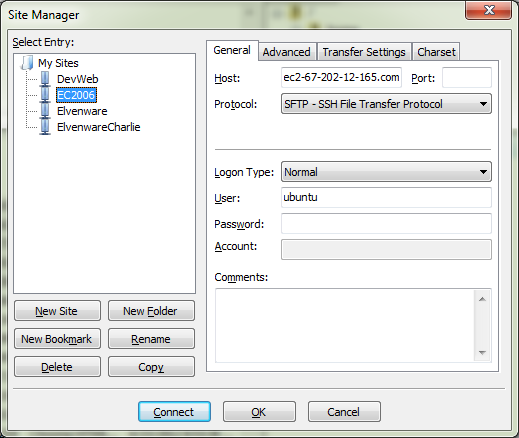 Site Manager
Select Entry:
My Sites
DevWeb
EC2006
Elvenware
ElvenwareCharlie
New Site
New Folder
New Bookmark
Rename
Delete
Copy
General
Advanced
Transfer Settings
Charset
Host:
ec2-67-202-12-165.com
Port:
Protocol:
SFTP - SSH File Transfer Protocol
Logon Type:
Normal
User:
ubuntu
Password:
Account:
Comments:
Connect
OK
Cancel